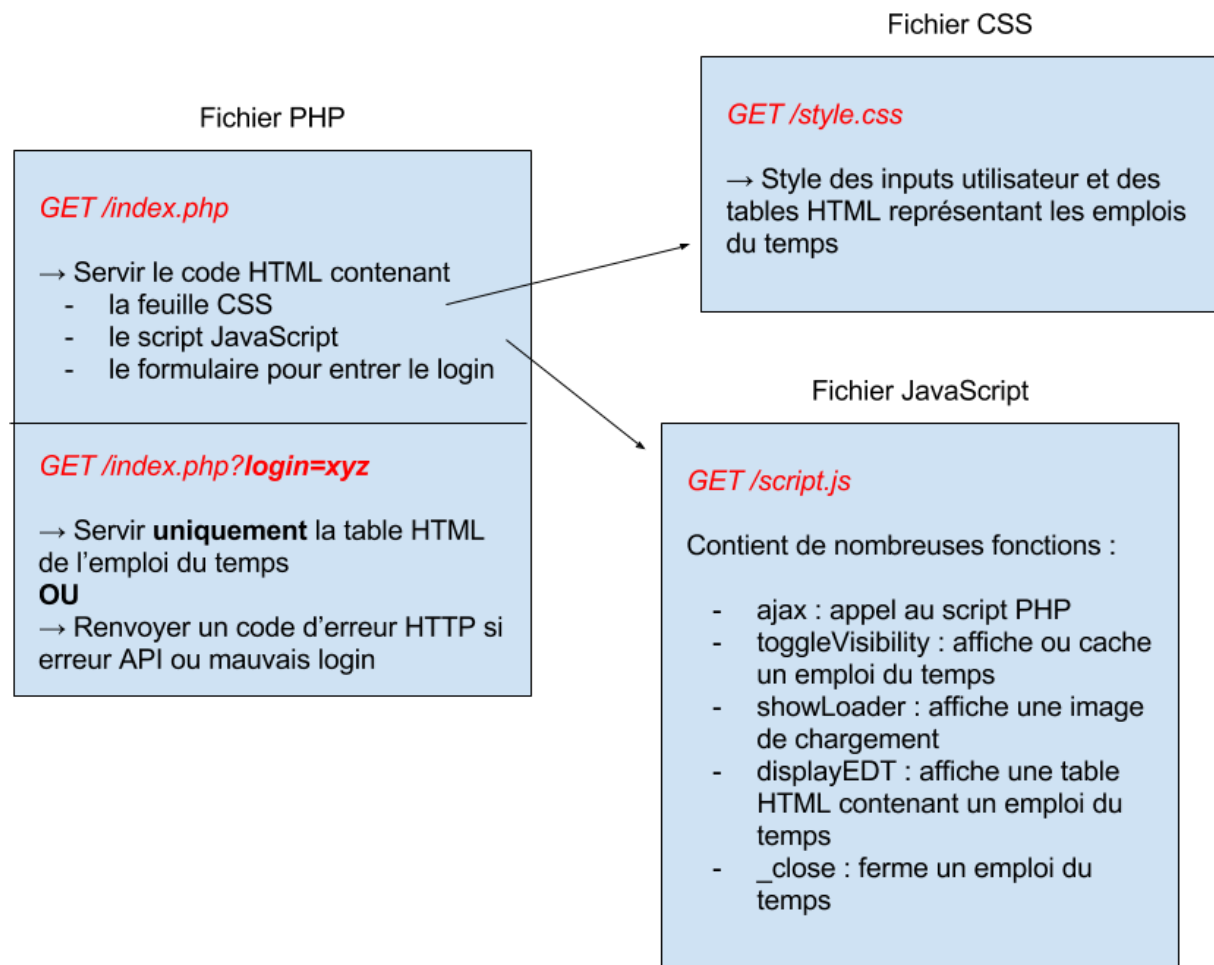 Fichier PHP
GET /index.php
→ Servir le code HTML contenant
- la feuille CSS
- le script JavaScript
- le formulaire pour entrer le login
GET /index.php?login=xyz
→ Servir uniquement la table HTML
de l'emploi du temps
OU
→ Renvoyer un code d'erreur HTTP si
erreur API ou mauvais login
Fichier CSS
GET /style.css
→ Style des inputs utilisateur et des
tables HTML représentant les emplois
du temps
Fichier JavaScript
GET /script.js
Contient de nombreuses fonctions :
- ajax : appel au script PHP
- toggleVisibility : affiche ou cache
un emploi du temps
- showLoader : affiche une image
de chargement
- displayEDT : affiche une table
HTML contenant un emploi du
temps
- _close : ferme un emploi du
temps